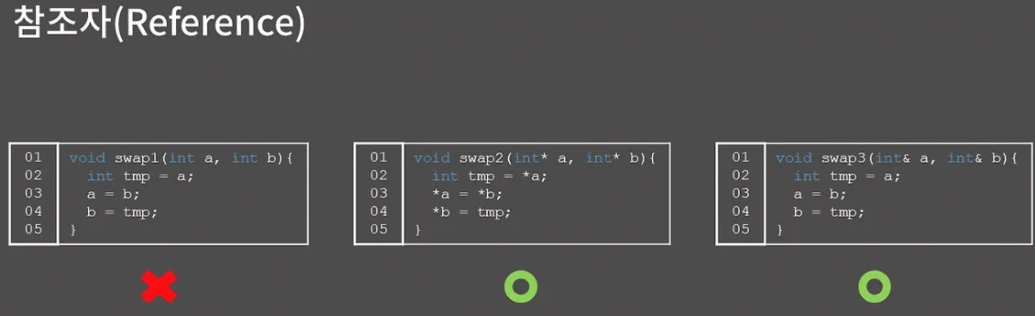 참조자(Reference)
01 void swap1(int a, int b){
02 int tmp = a;
03 a = b;
04 b = tmp;
05 }
01 void swap2(int* a, int* b){
02 int tmp = *a;
03 *a = *b;
04 *b = tmp;
05 }
01 void swap3(int& a, int& b){
02 int tmp = a;
03 a = b;
04 b = tmp;
05 }